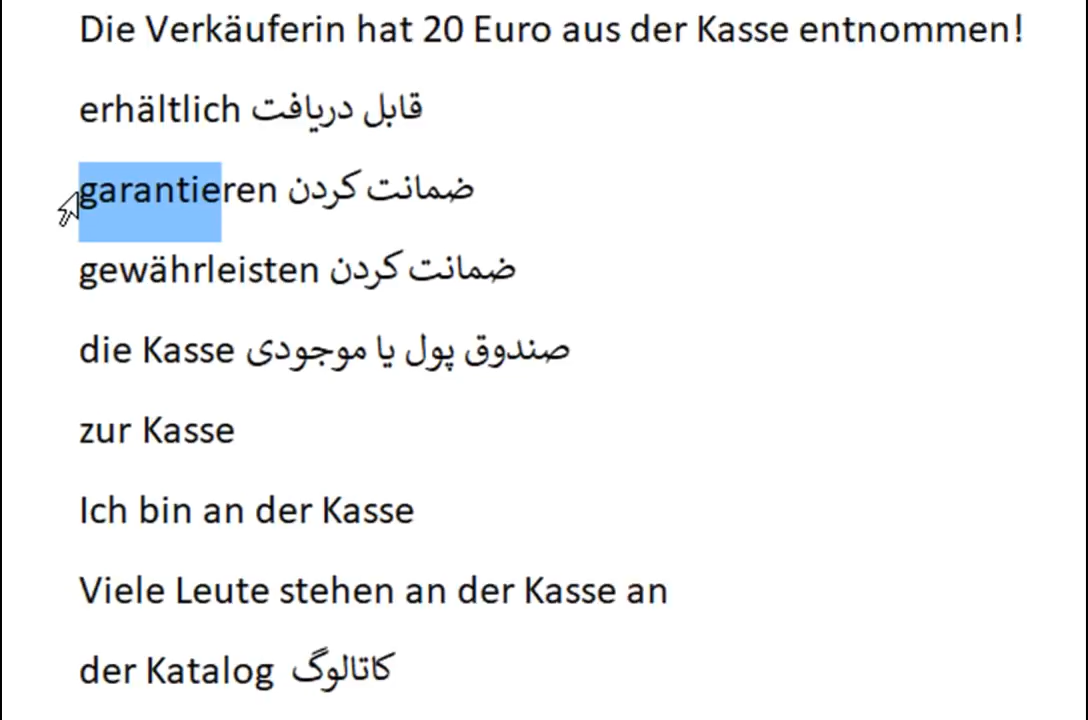 Die Verkäuferin hat 20 Euro aus der Kasse entnommen!
erhältlich قابل دریافت
garantieren ضمانت کردن
gewährleisten ضمانت کردن
die Kasse صندوق پول یا موجودی
zur Kasse
Ich bin an der Kasse
Viele Leute stehen an der Kasse an
der Katalog کاتالوگ